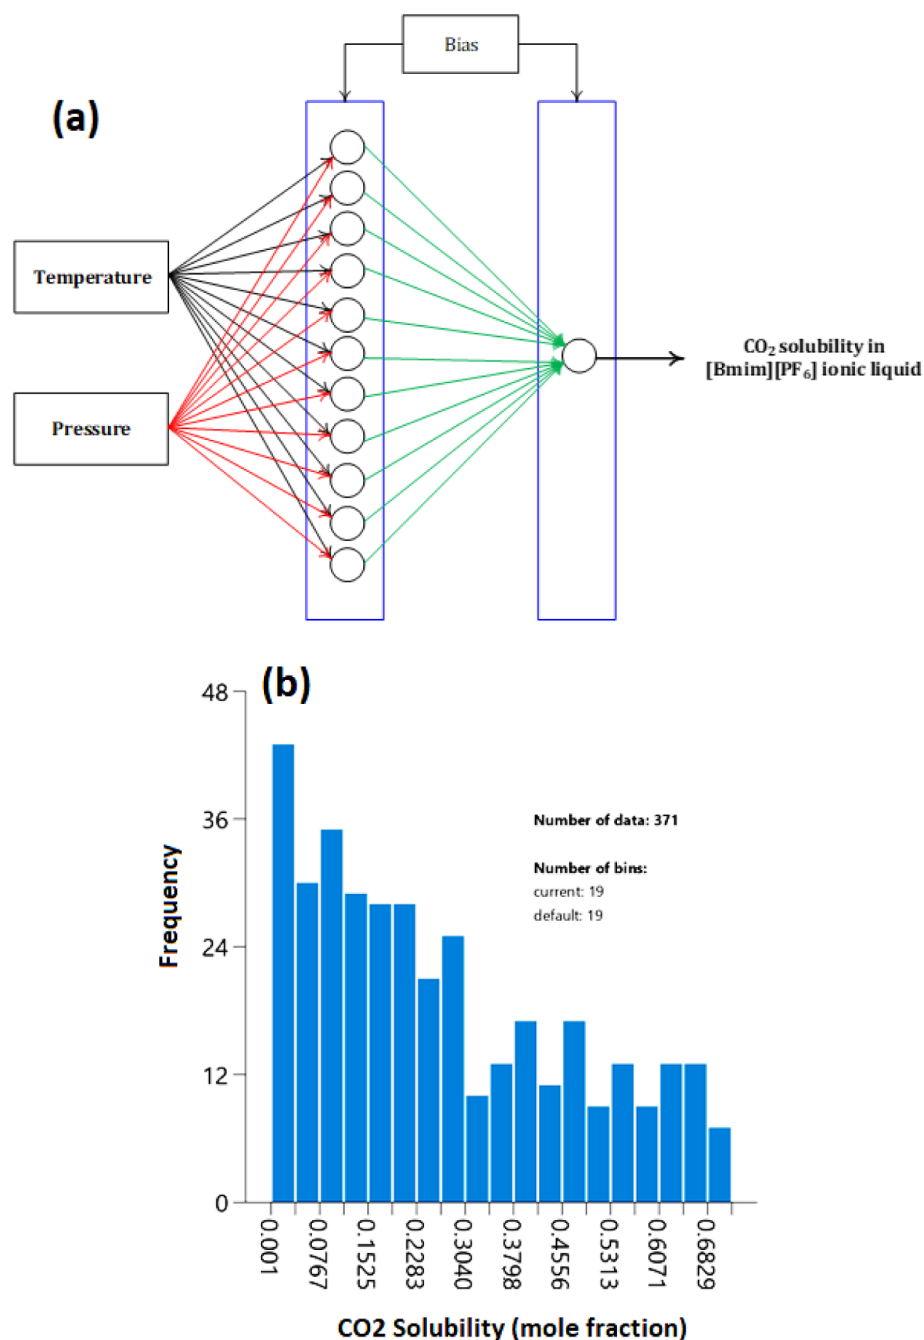 Bias
(a)
Temperature
Pressure
CO₂ solubility in
[Bmim][PF₆] ionic liquid
(b)
48
36
24
12
0
Frequency
Number of data: 371
Number of bins:
current: 19
default: 19
0.001
0.0767
0.1525
0.2283
0.3040
0.3798
0.4556
0.5313
0.6071
0.6829
CO2 Solubility (mole fraction)